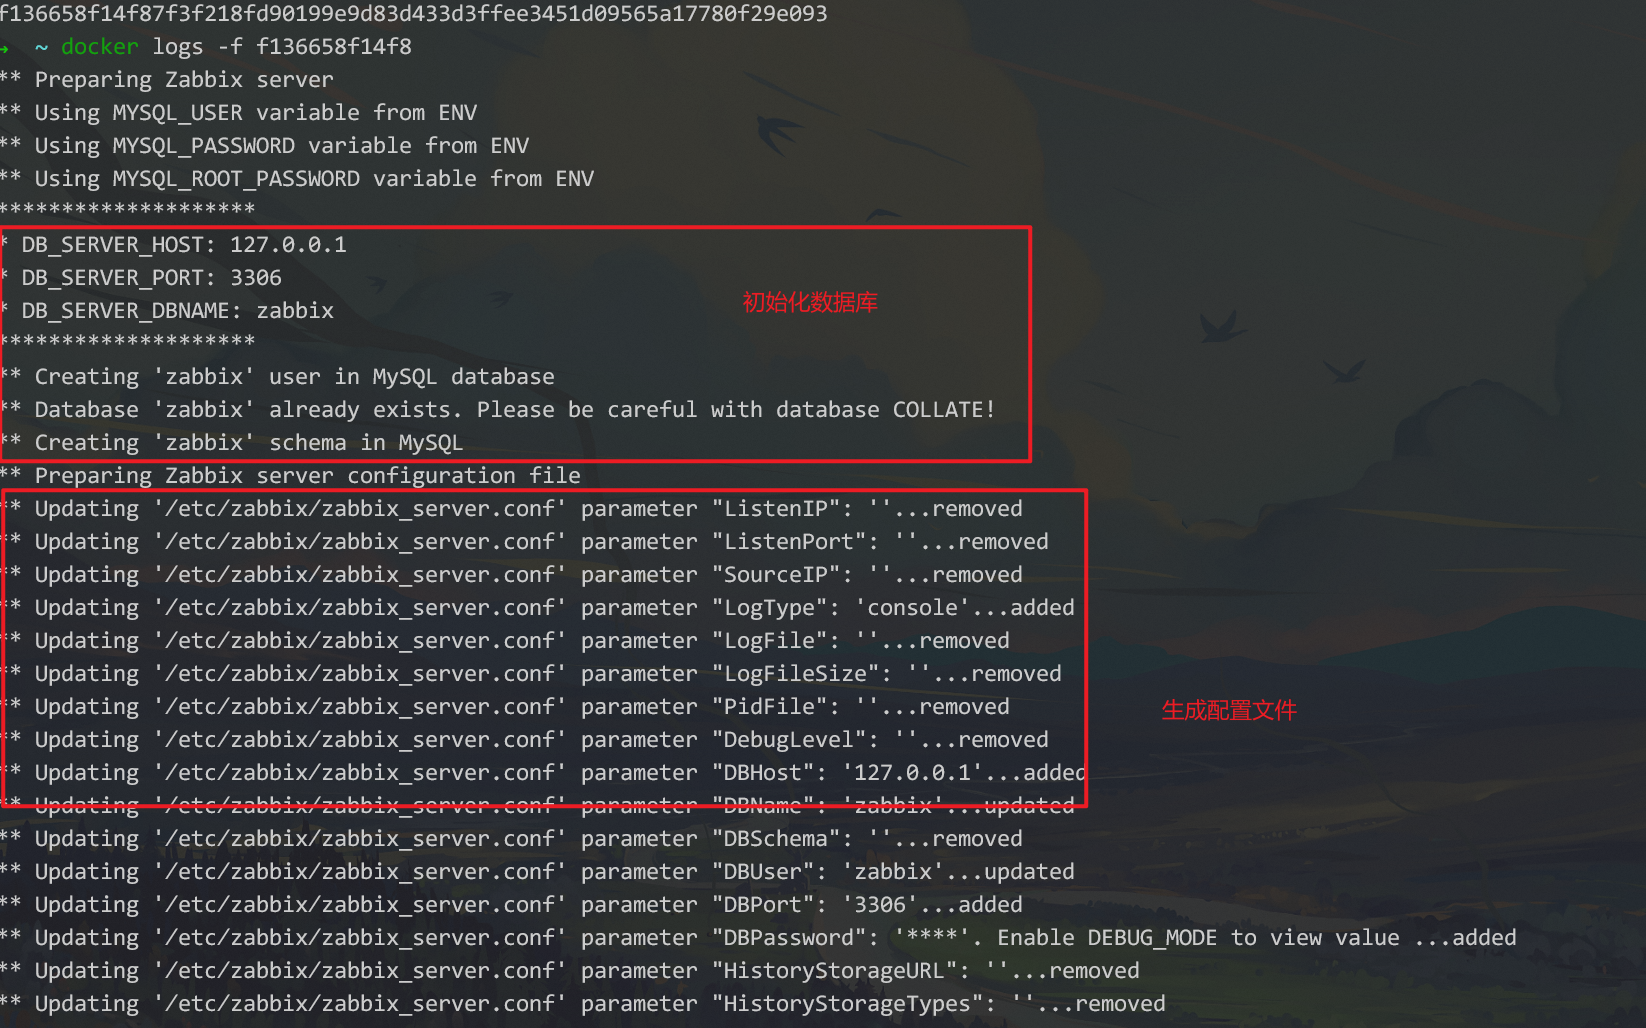 f136658f14f87f3f218fd90199e9d83d433d3ffee3451d09565a17780f29e093
→ ~ docker logs -f f136658f14f8
** Preparing Zabbix server
** Using MYSQL_USER variable from ENV
** Using MYSQL_PASSWORD variable from ENV
** Using MYSQL_ROOT_PASSWORD variable from ENV
********************
* DB_SERVER_HOST: 127.0.0.1
* DB_SERVER_PORT: 3306
初始化数据库
* DB_SERVER_DBNAME: zabbix
********************
** Creating 'zabbix' user in MySQL database
** Database 'zabbix' already exists. Please be careful with database COLLATE!
** Creating 'zabbix' schema in MySQL
** Preparing Zabbix server configuration file
** Updating '/etc/zabbix/zabbix_server.conf' parameter "ListenIP": ''...removed
** Updating '/etc/zabbix/zabbix_server.conf' parameter "ListenPort": ''...removed
** Updating '/etc/zabbix/zabbix_server.conf' parameter "SourceIP": ''...removed
** Updating '/etc/zabbix/zabbix_server.conf' parameter "LogType": 'console'...added
** Updating '/etc/zabbix/zabbix_server.conf' parameter "LogFile": ''...removed
** Updating '/etc/zabbix/zabbix_server.conf' parameter "LogFileSize": ''...removed
** Updating '/etc/zabbix/zabbix_server.conf' parameter "PidFile": ''...removed
生成配置文件
** Updating '/etc/zabbix/zabbix_server.conf' parameter "DebugLevel": ''...removed
** Updating '/etc/zabbix/zabbix_server.conf' parameter "DBHost": '127.0.0.1'...added
** Updating '/etc/zabbix/zabbix_server.conf' parameter "DBName": 'zabbix'...updated
** Updating '/etc/zabbix/zabbix_server.conf' parameter "DBSchema": ''...removed
** Updating '/etc/zabbix/zabbix_server.conf' parameter "DBUser": 'zabbix'...updated
** Updating '/etc/zabbix/zabbix_server.conf' parameter "DBPort": '3306'...added
** Updating '/etc/zabbix/zabbix_server.conf' parameter "DBPassword": '****'. Enable DEBUG_MODE to view value ...added
** Updating '/etc/zabbix/zabbix_server.conf' parameter "HistoryStorageURL": ''...removed
** Updating '/etc/zabbix/zabbix_server.conf' parameter "HistoryStorageTypes": ''...removed